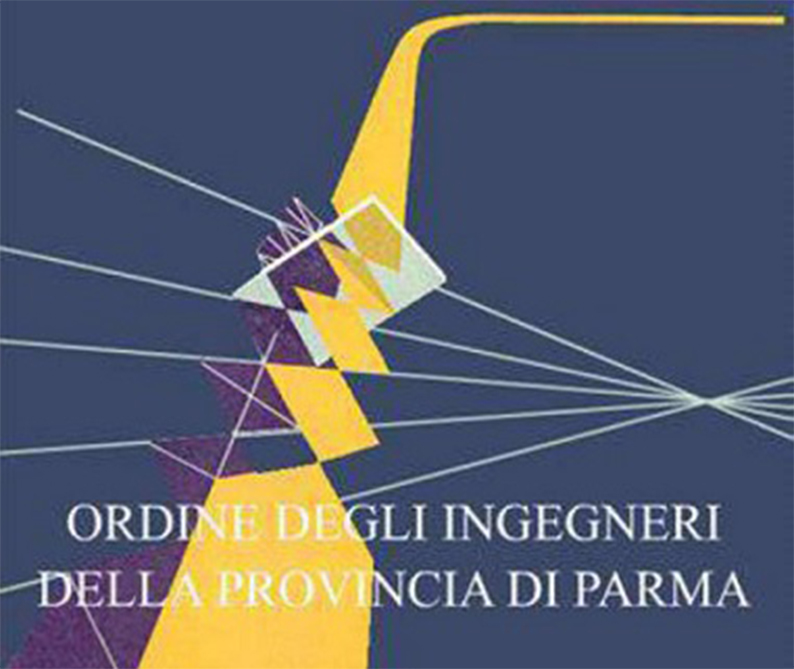 ORDINE DEGLI INGEGNERI
DELLA PROVINCIA DI PARMA